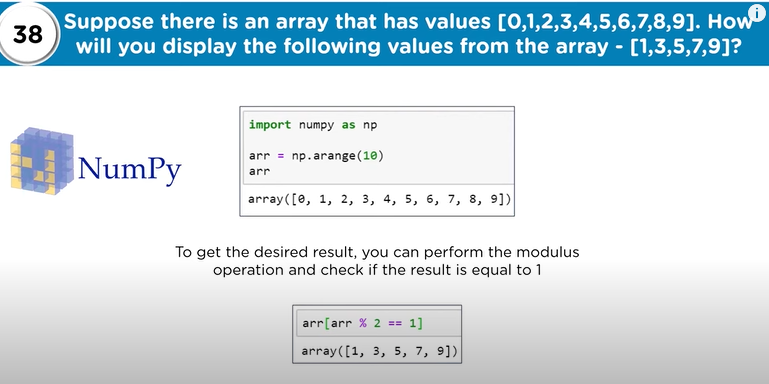 38
Suppose there is an array that has values [0,1,2,3,4,5,6,7,8,9]. How
will you display the following values from the array - [1,3,5,7,9]?
i
import numpy as np
arr = np.arange(10)
arr
array([0, 1, 2, 3, 4, 5, 6, 7, 8, 9])
NumPy
To get the desired result, you can perform the modulus
operation and check if the result is equal to 1
arr[arr % 2 == 1]
array([1, 3, 5, 7, 9])